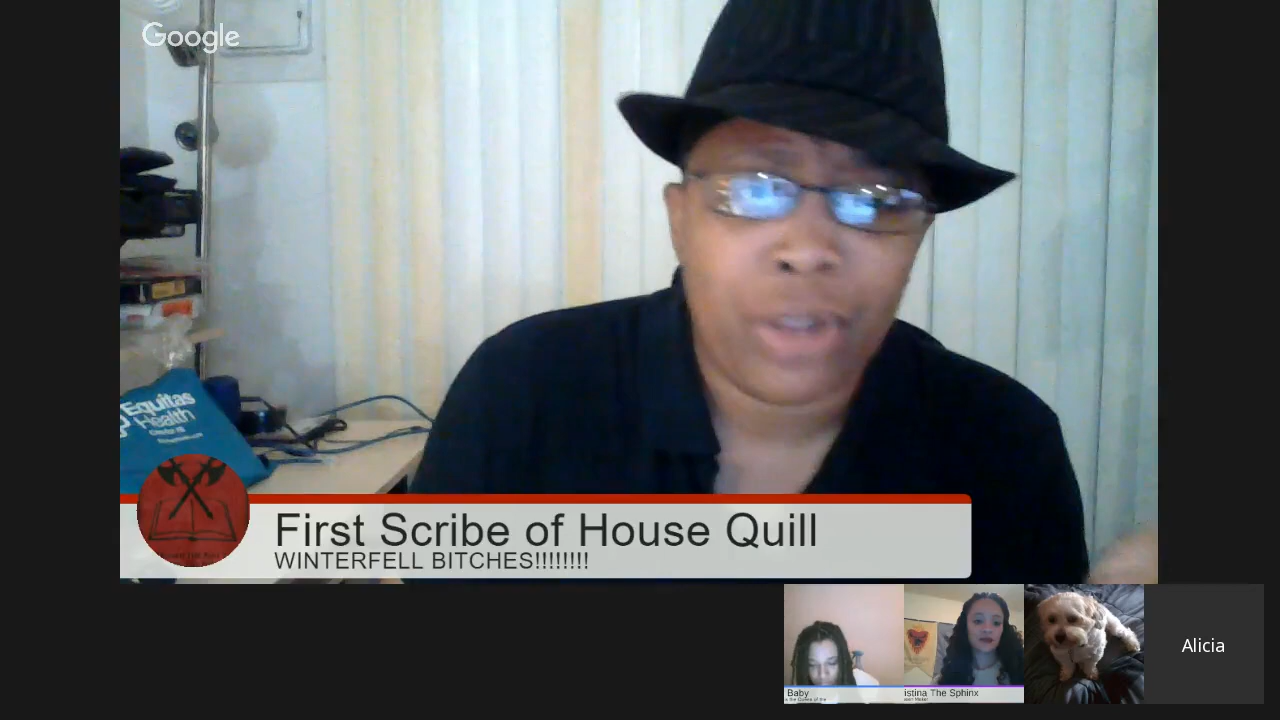 Google
Equitas
Health
First Scribe of House Quill
WINTERFELL BITCHES!!!!!!!!
Baby
istina The Sphinx
Alicia